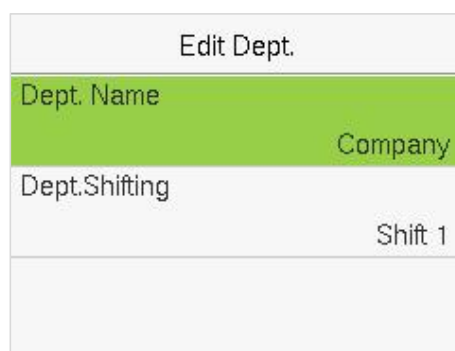 Edit Dept.
Dept. Name
Company
Dept.Shifting
Shift 1